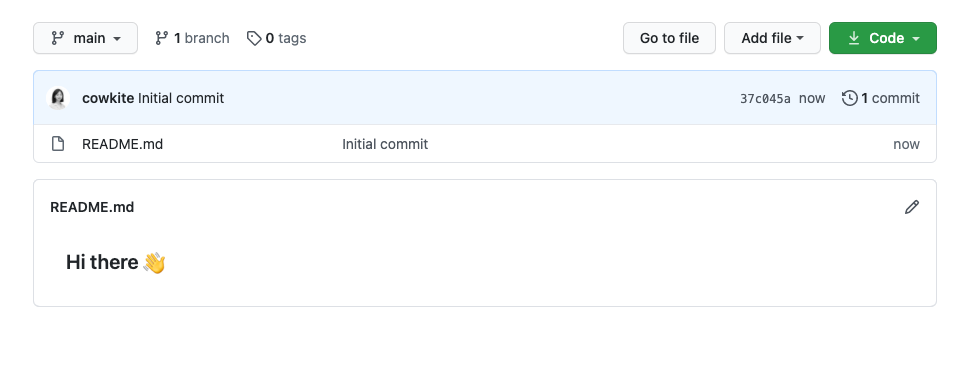 main 1 branch 0 tags Go to file Add file Code
cowkite Initial commit 37c045a now 1 commit
README.md Initial commit now
README.md
Hi there 👋